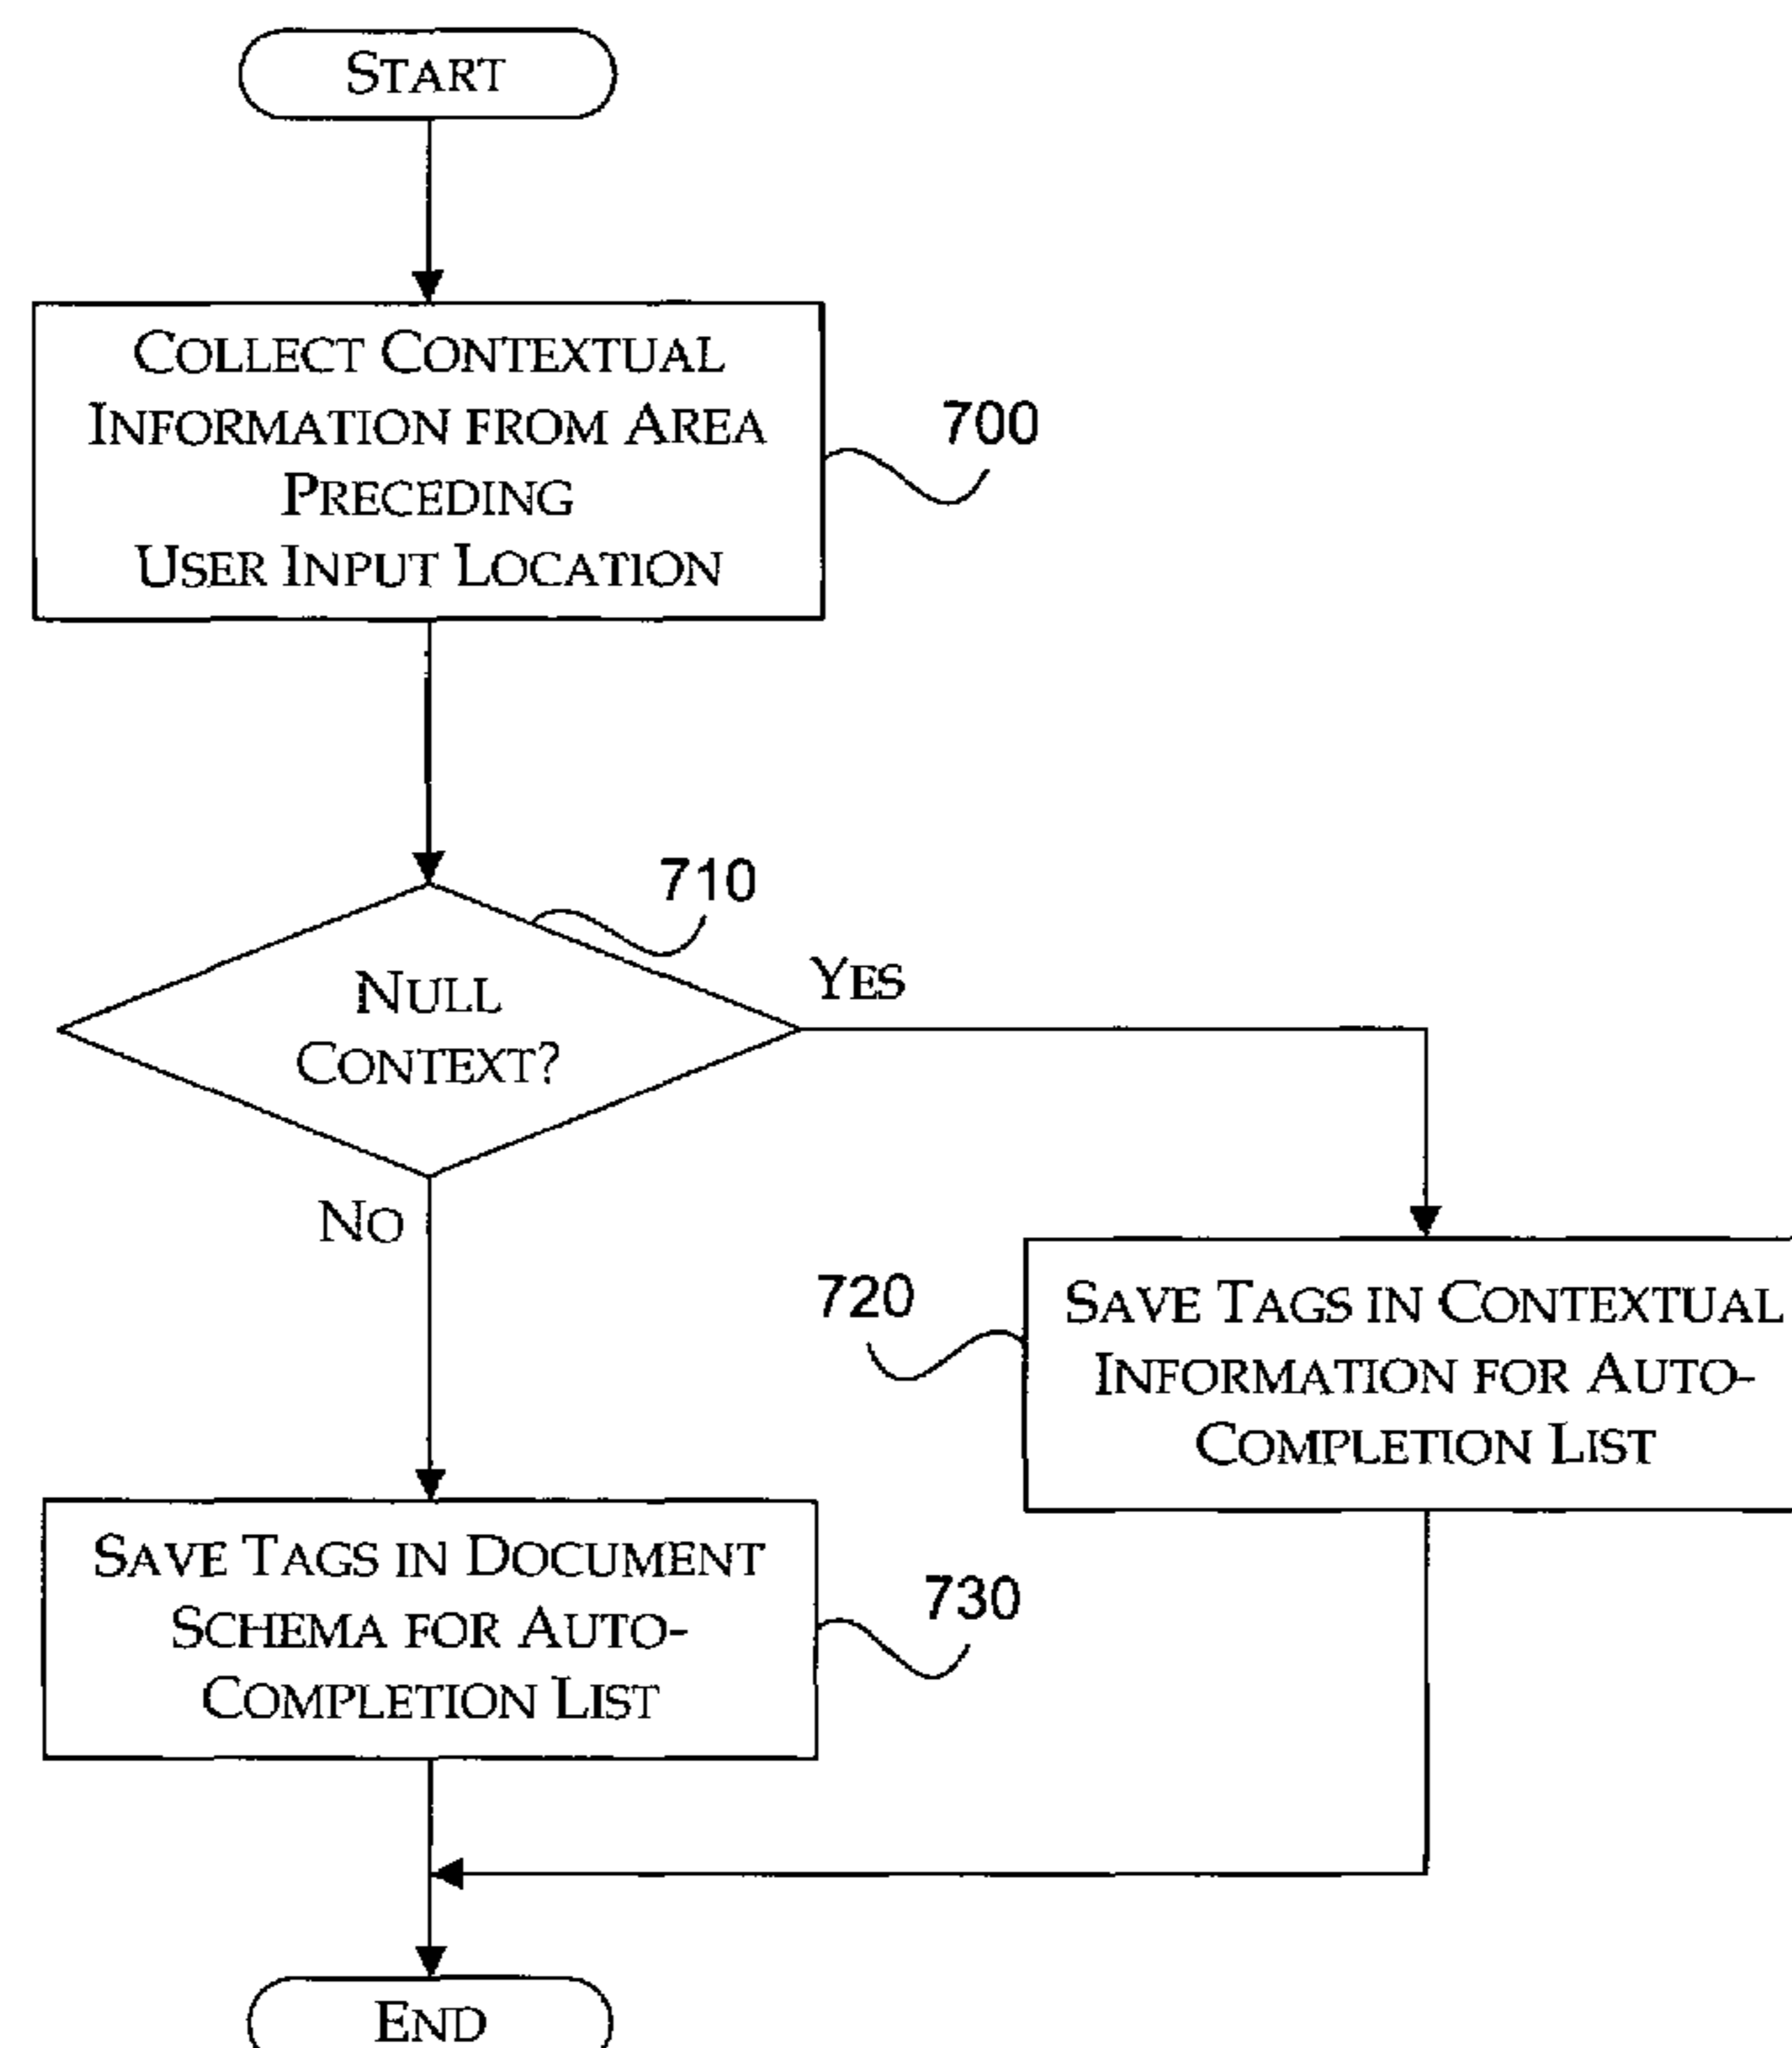 START
COLLECT CONTEXTUAL
INFORMATION FROM AREA
PRECEDING
USER INPUT LOCATION
700
710
NULL
CONTEXT?
YES
NO
720
SAVE TAGS IN CONTEXTUAL
INFORMATION FOR AUTO-
COMPLETION LIST
SAVE TAGS IN DOCUMENT
SCHEMA FOR AUTO-
COMPLETION LIST
730
END